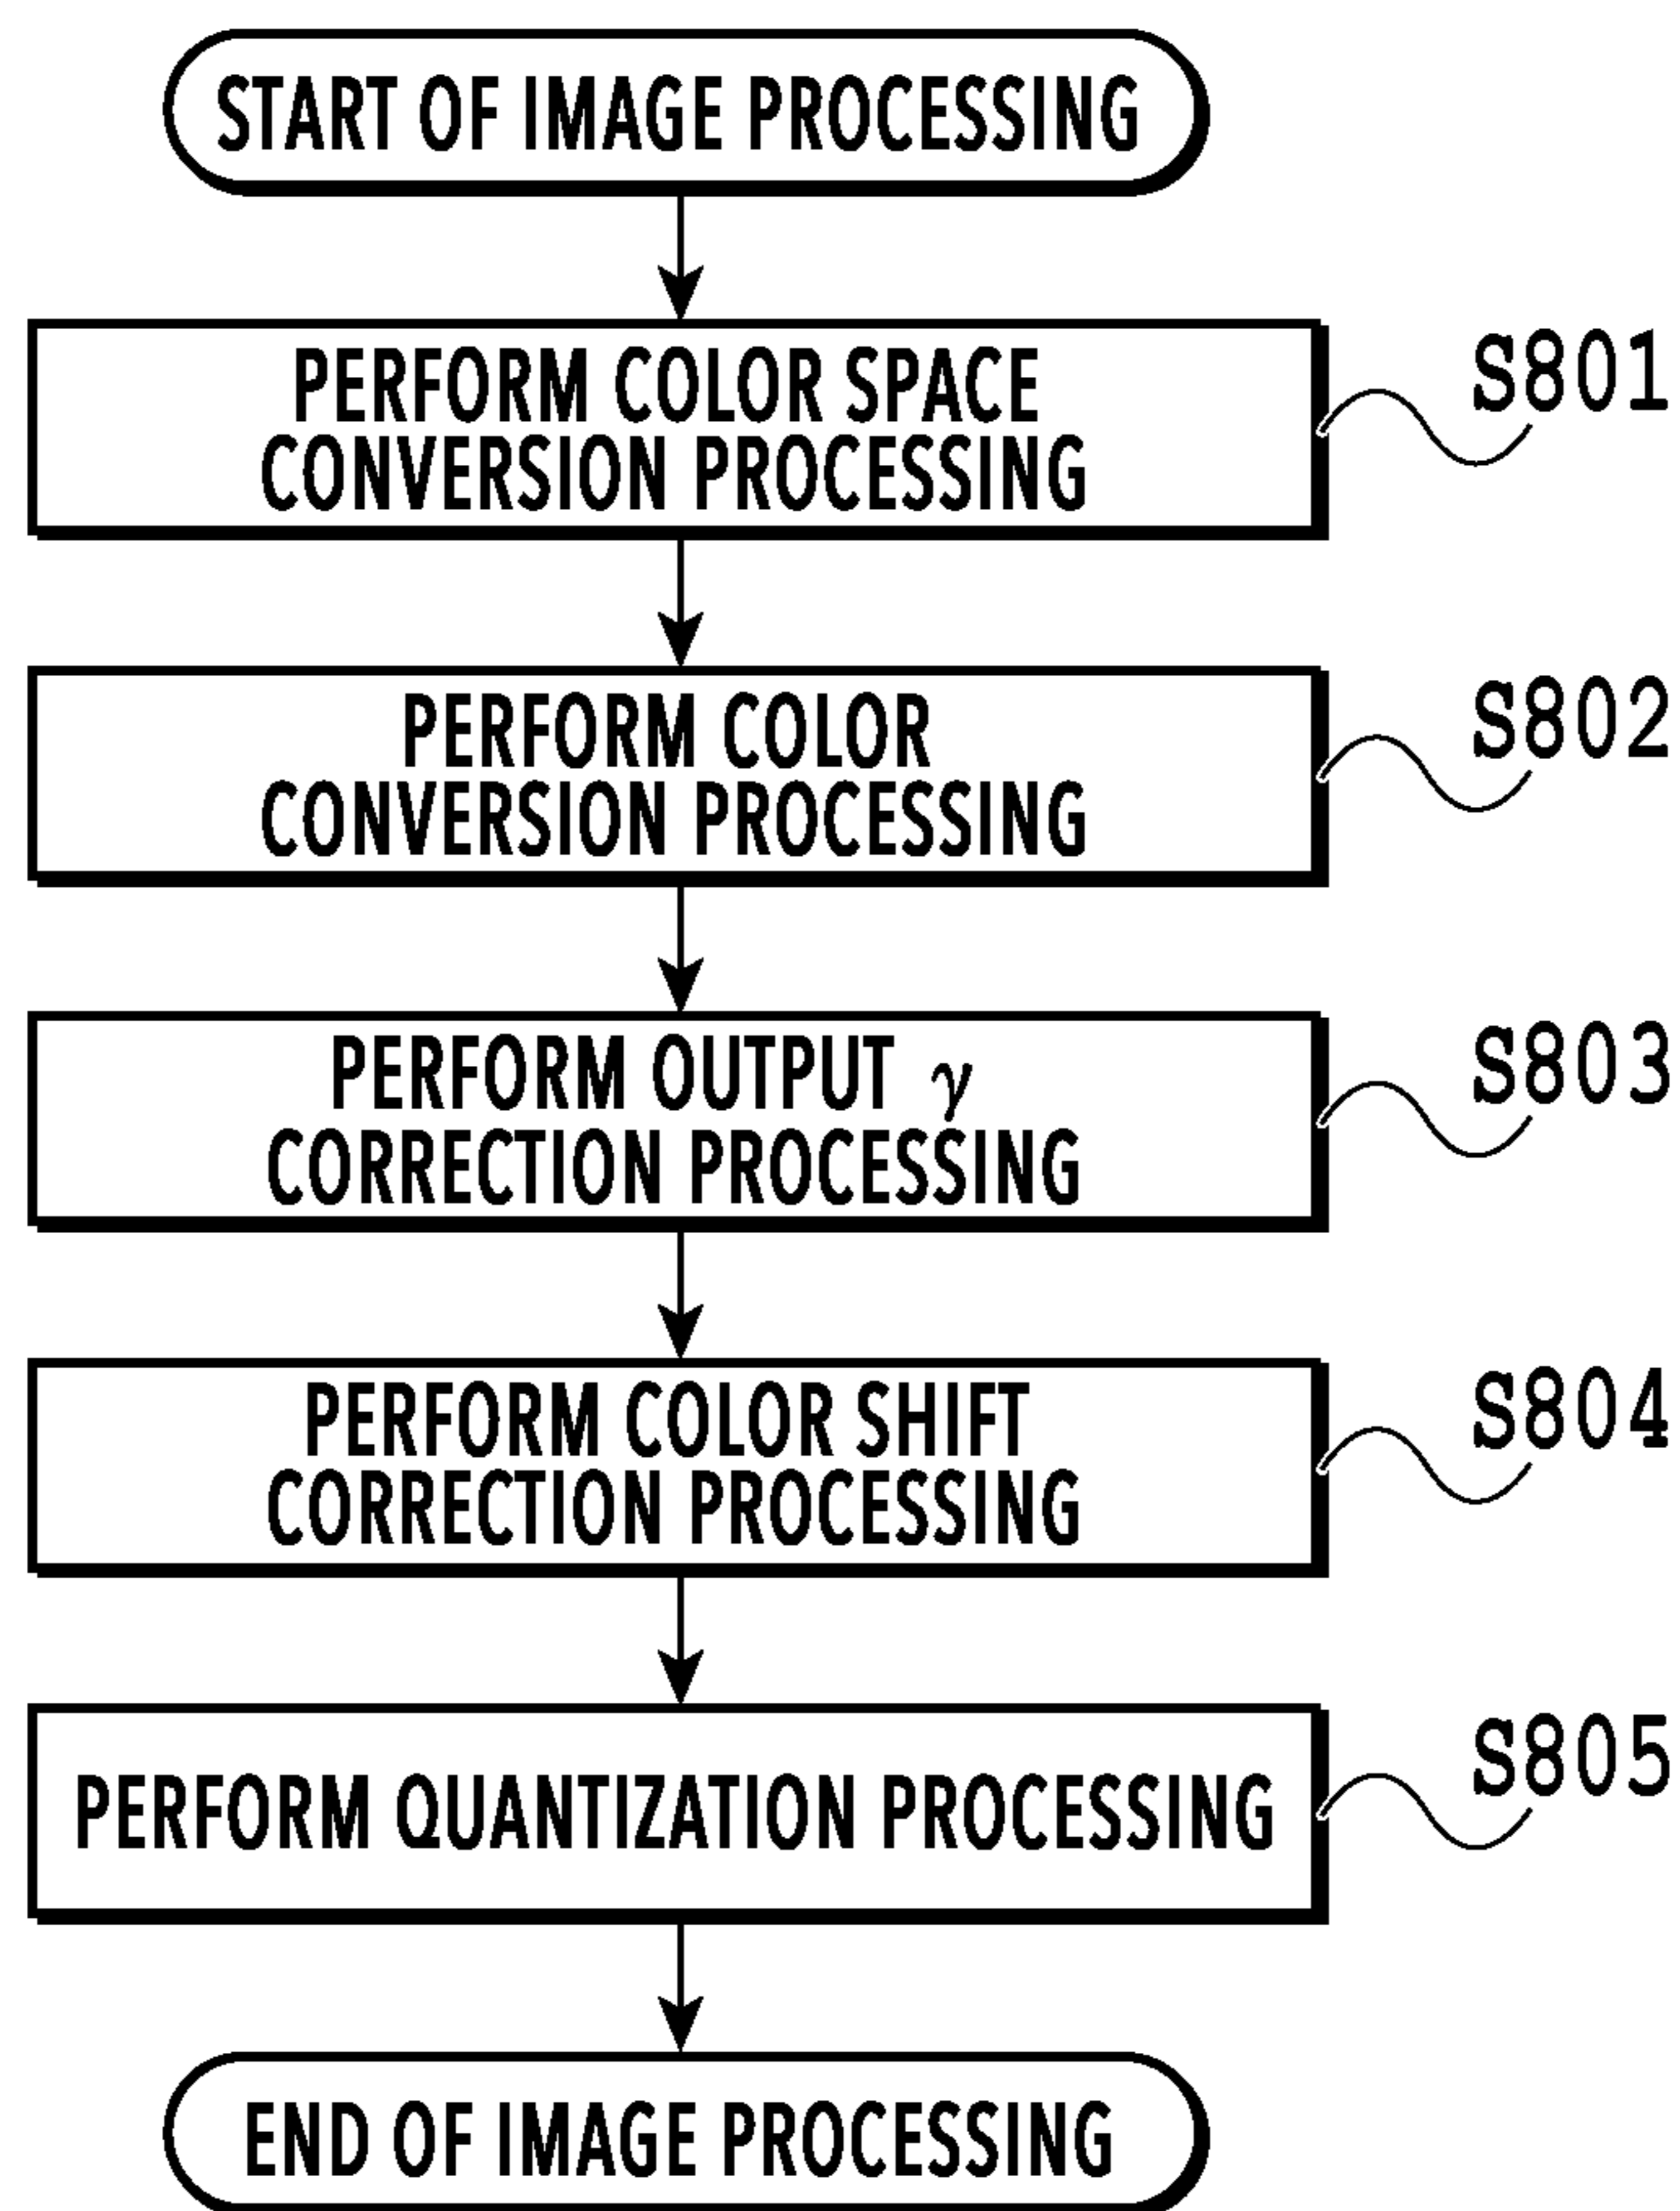 START OF IMAGE PROCESSING
PERFORM COLOR SPACE
CONVERSION PROCESSING
S801
PERFORM COLOR
CONVERSION PROCESSING
S802
PERFORM OUTPUT γ
CORRECTION PROCESSING
S803
PERFORM COLOR SHIFT
CORRECTION PROCESSING
S804
PERFORM QUANTIZATION PROCESSING
S805
END OF IMAGE PROCESSING